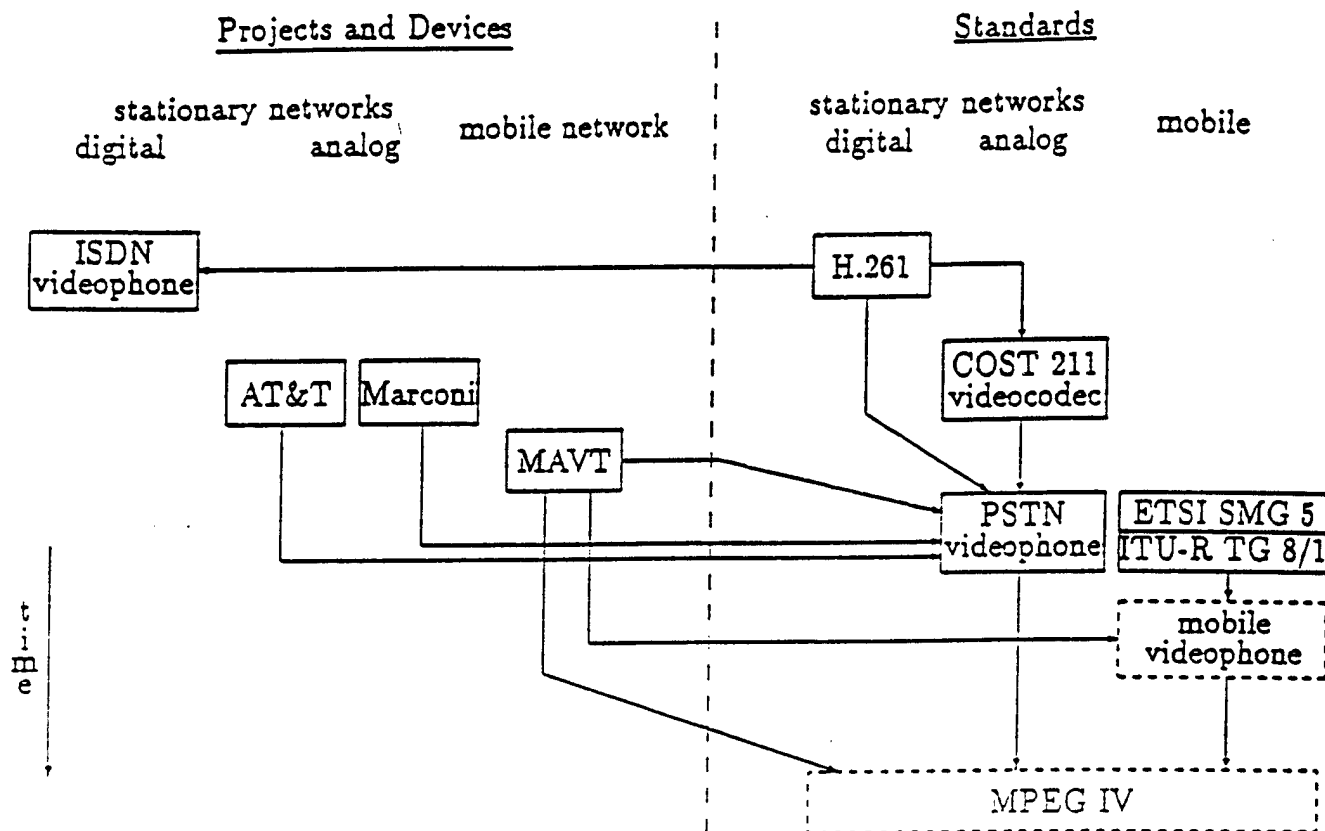 Projects and Devices
Standards
stationary networks
digital
analog
mobile network
stationary networks
digital
analog
mobile
ISDN
videophone
H.261
COST 211
videocodec
AT&T
Marconi
MAVT
PSTN
videophone
ETSI SMG 5
ITU-R TG 8/1
mobile
videophone
time
MPEG IV